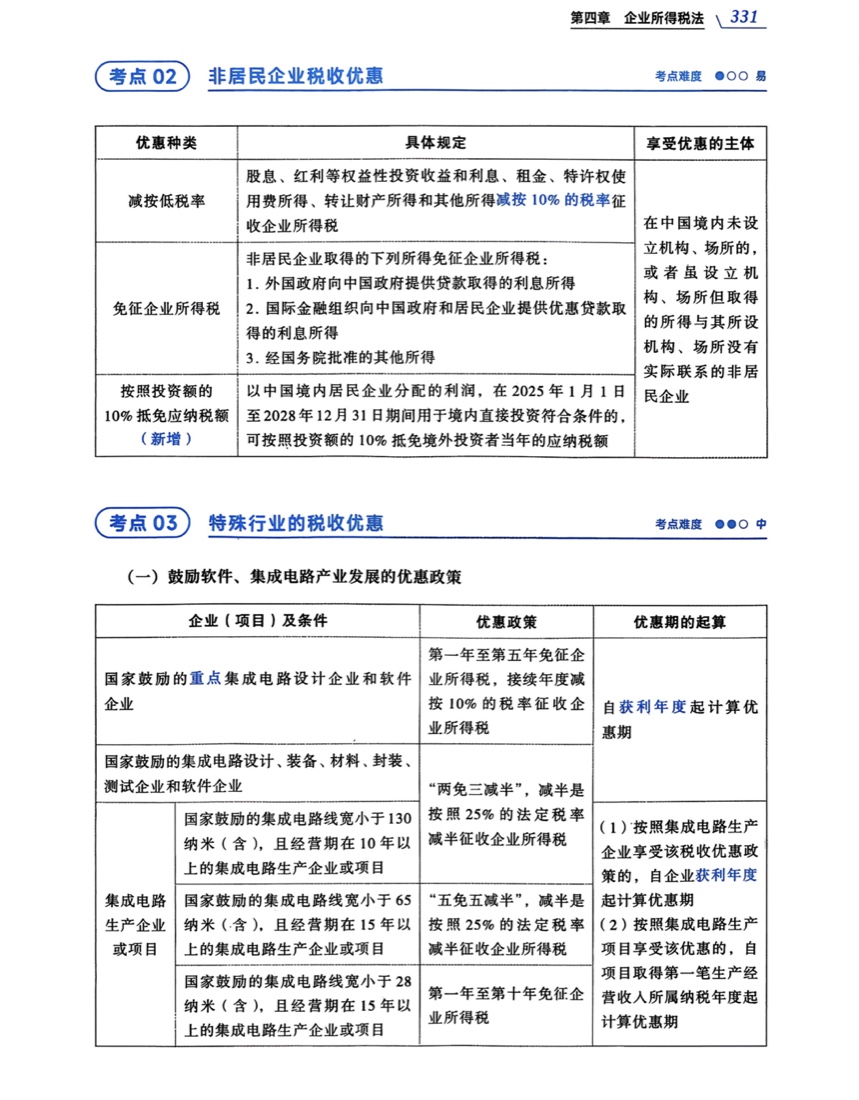 第四章 企业所得税法 331
考点 02 非居民企业税收优惠 考点难度 易
优惠种类 具体规定 享受优惠的主体
减按低税率
股息、红利等权益性投资收益和利息、租金、特许权使
用费所得、转让财产所得和其他所得减按 10% 的税率征
收企业所得税
免征企业所得税
非居民企业取得的下列所得免征企业所得税：
1. 外国政府向中国政府提供贷款取得的利息所得
2. 国际金融组织向中国政府和居民企业提供优惠贷款取
得的利息所得
3. 经国务院批准的其他所得
按照投资额的
10% 抵免应纳税额
（新增）
以中国境内居民企业分配的利润，在 2025 年 1 月 1 日
至2028年12月31日期间用于境内直接投资符合条件的，
可按照投资额的 10% 抵免境外投资者当年的应纳税额
在中国境内未设
立机构、场所的，
或者虽设立机
构、场所但取得
的所得与其所设
机构、场所没有
实际联系的非居
民企业
考点 03 特殊行业的税收优惠 考点难度 中
（一）鼓励软件、集成电路产业发展的优惠政策
企业（项目）及条件 优惠政策 优惠期的起算
国家鼓励的重点集成电路设计企业和软件
企业
第一年至第五年免征企
业所得税，接续年度减
按 10% 的税率征收企
业所得税
自获利年度起计算优
惠期
国家鼓励的集成电路设计、装备、材料、封装、
测试企业和软件企业
“两免三减半”，减半是
按照 25% 的法定税率
减半征收企业所得税
集成电路
生产企业
或项目
国家鼓励的集成电路线宽小于130
纳米（含），且经营期在 10 年以
上的集成电路生产企业或项目
国家鼓励的集成电路线宽小于 65
纳米（含），且经营期在 15 年以
上的集成电路生产企业或项目
“五免五减半”，减半是
按照 25% 的法定税率
减半征收企业所得税
国家鼓励的集成电路线宽小于 28
纳米（含），且经营期在 15 年以
上的集成电路生产企业或项目
第一年至第十年免征企
业所得税
（1）按照集成电路生产
企业享受该税收优惠政
策的，自企业获利年度
起计算优惠期
（2）按照集成电路生产
项目享受该优惠的，自
项目取得第一笔生产经
营收入所属纳税年度起
计算优惠期